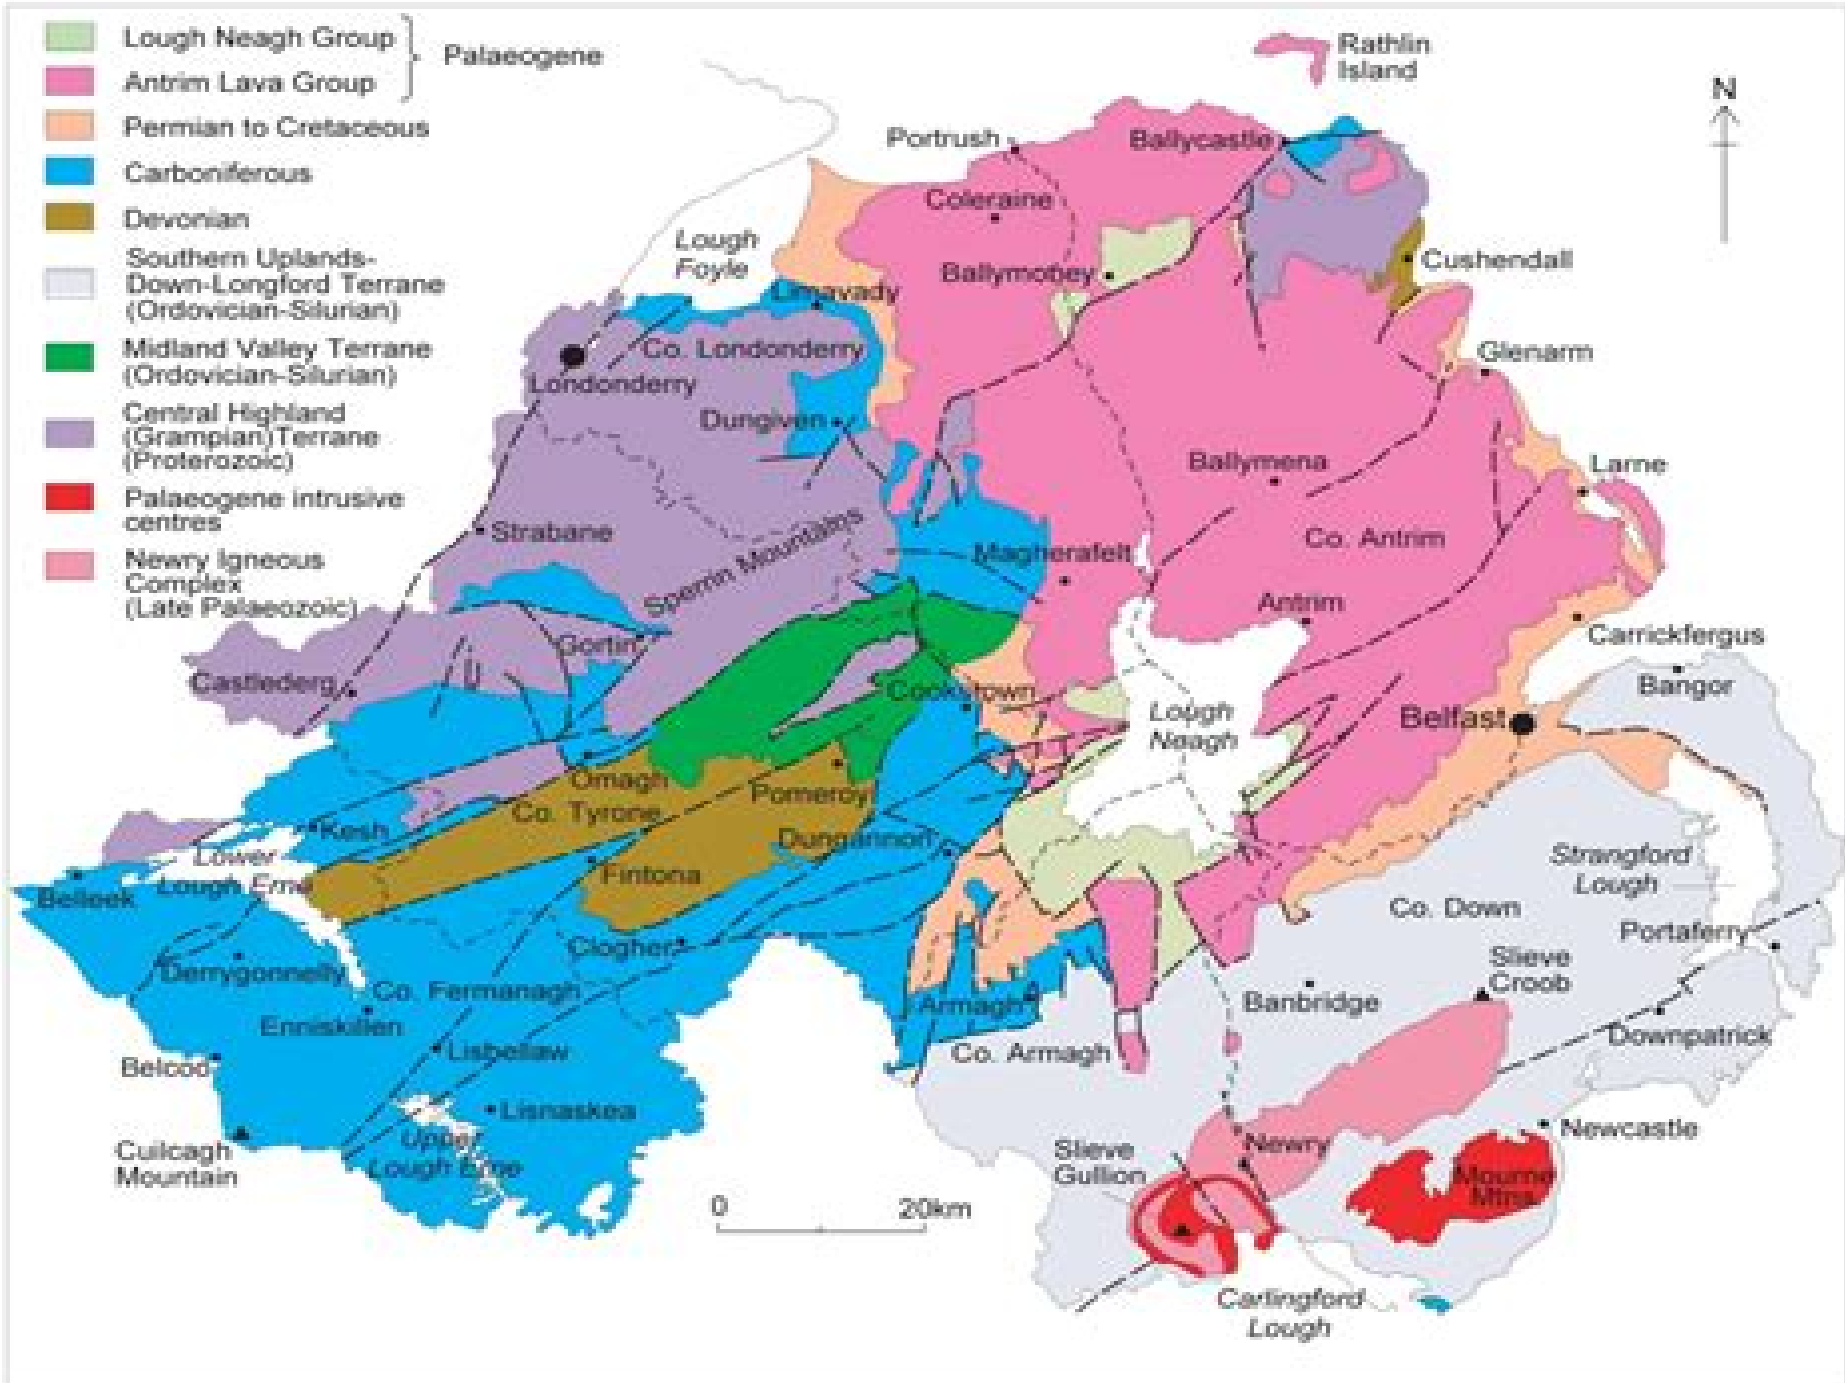 Lough Neagh Group
Antrim Lava Group
Palaeogene
Permian to Cretaceous
Carboniferous
Devonian
Southern Uplands-
Down-Longford Terrane
(Ordovician-Silurian)
Midland Valley Terrane
(Ordovician-Silurian)
Central Highland
(Grampian)Terrane
(Proterozoic)
Palaeogene intrusive
centres
Newry Igneous
Complex
(Late Palaeozoic)
Rathlin
Island
N
Portrush
Ballycastle
Coleraine
Lough
Foyle
Ballymoney
Cushendall
Limavady
Co. Londonderry
Londonderry
Glenarm
Dungiven
Ballymena
Larne
Strabane
Sperrin Mountains
Magherafelt
Co. Antrim
Antrim
Carrickfergus
Gortin
Castlederg
Cookstown
Bangor
Lough
Neagh
Belfast
Omagh
Co. Tyrone
Pomeroy
Kesh
Dungannon
Lower
Lough Erne
Fintona
Belleek
Strangford
Lough
Co. Down
Portaferry
Clogher
Derrygonnelly
Slieve
Croob
Co. Fermanagh
Armagh
Banbridge
Enniskillen
Downpatrick
Lisbellaw
Co. Armagh
Belcoo
Lisnaskea
Newcastle
Cuilcagh
Mountain
Upper
Lough Erne
Slieve
Gullion
Newry
Mourne
Mtns
0 20km
Carlingford
Lough